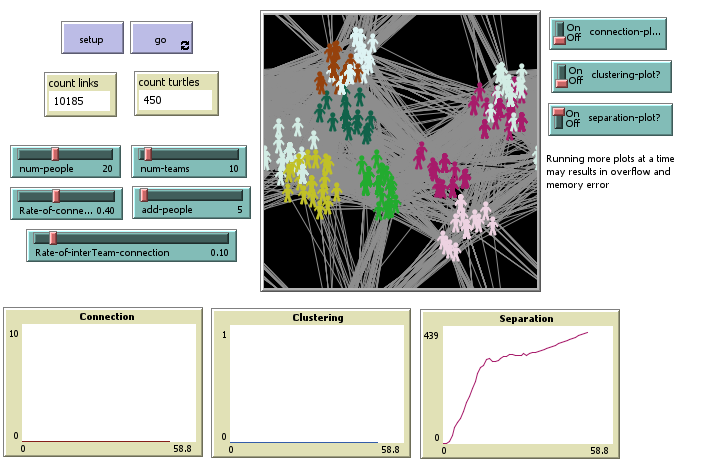 setup
go
count links
10185
count turtles
450
num-people 20
num-teams 10
Rate-of-conne... 0.40
add-people 5
Rate-of-interTeam-connection 0.10
On
Off
connection-pl...
On
Off
clustering-plot?
On
Off
separation-plot?
Running more plots at a time
may results in overflow and
memory error
Connection
10
0
0 58.8
Clustering
1
0
0 58.8
Separation
439
0
0 58.8